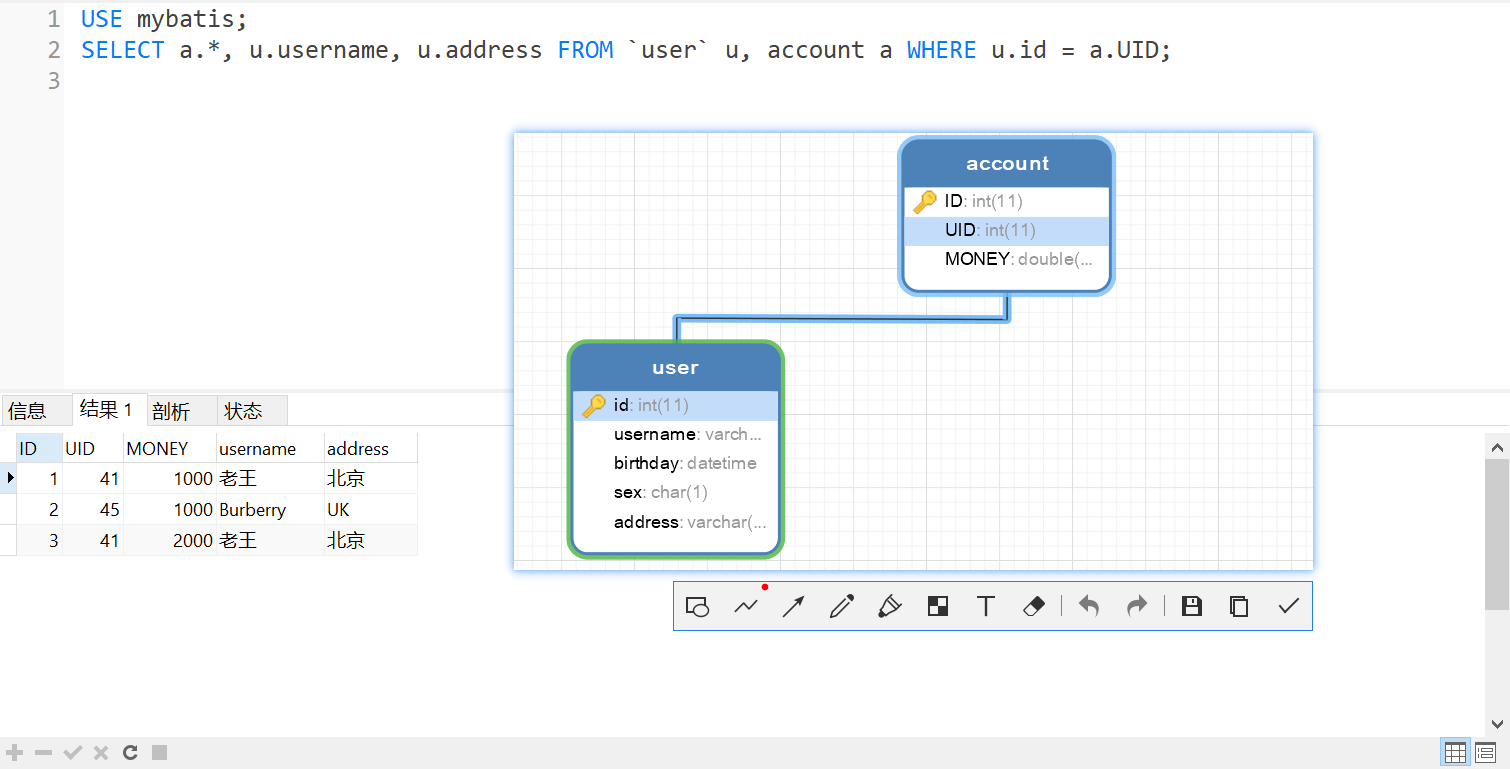 1 USE mybatis;
2 SELECT a.*, u.username, u.address FROM `user` u, account a WHERE u.id = a.UID;
3
account
ID: int(11)
UID: int(11)
MONEY: double(...
user
id: int(11)
username: varch...
birthday: datetime
sex: char(1)
address: varchar(...
信息 结果 1 剖析 状态
ID UID MONEY username address
1 41 1000 老王 北京
2 45 1000 Burberry UK
3 41 2000 老王 北京
T